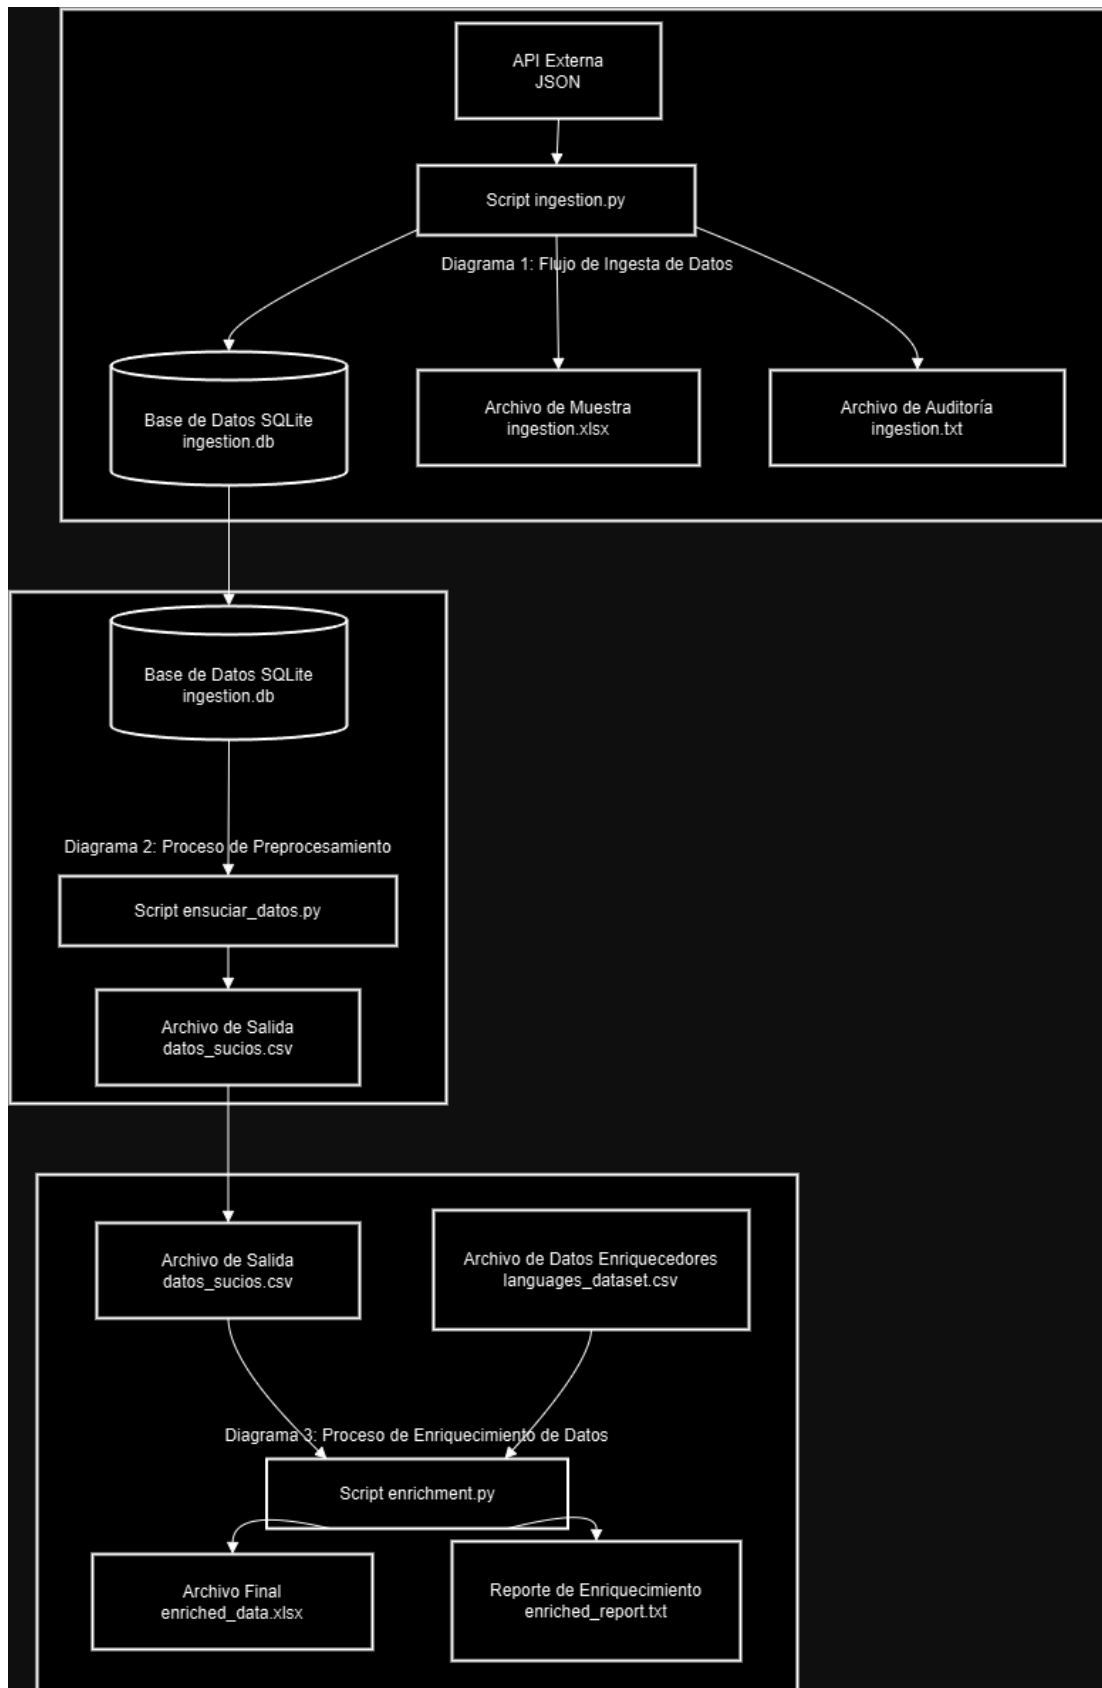 API Externa
JSON
Script ingestion.py
Diagrama 1: Flujo de Ingesta de Datos
Base de Datos SQLite
ingestion.db
Archivo de Muestra
ingestion.xlsx
Archivo de Auditoría
ingestion.txt
Base de Datos SQLite
ingestion.db
Diagrama 2: Proceso de Preprocesamiento
Script ensuciar_datos.py
Archivo de Salida
datos_sucios.csv
Archivo de Salida
datos_sucios.csv
Archivo de Datos Enriquecedores
languages_dataset.csv
Diagrama 3: Proceso de Enriquecimiento de Datos
Script enrichment.py
Archivo Final
enriched_data.xlsx
Reporte de Enriquecimiento
enriched_report.txt